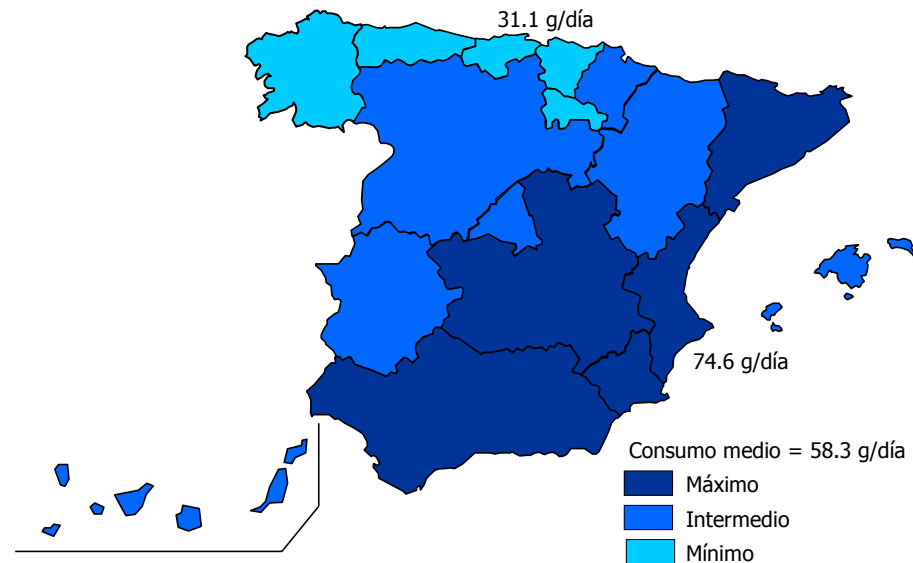 31.1 g/día
74.6 g/día
Consumo medio = 58.3 g/día
Máximo
Intermedio
Mínimo